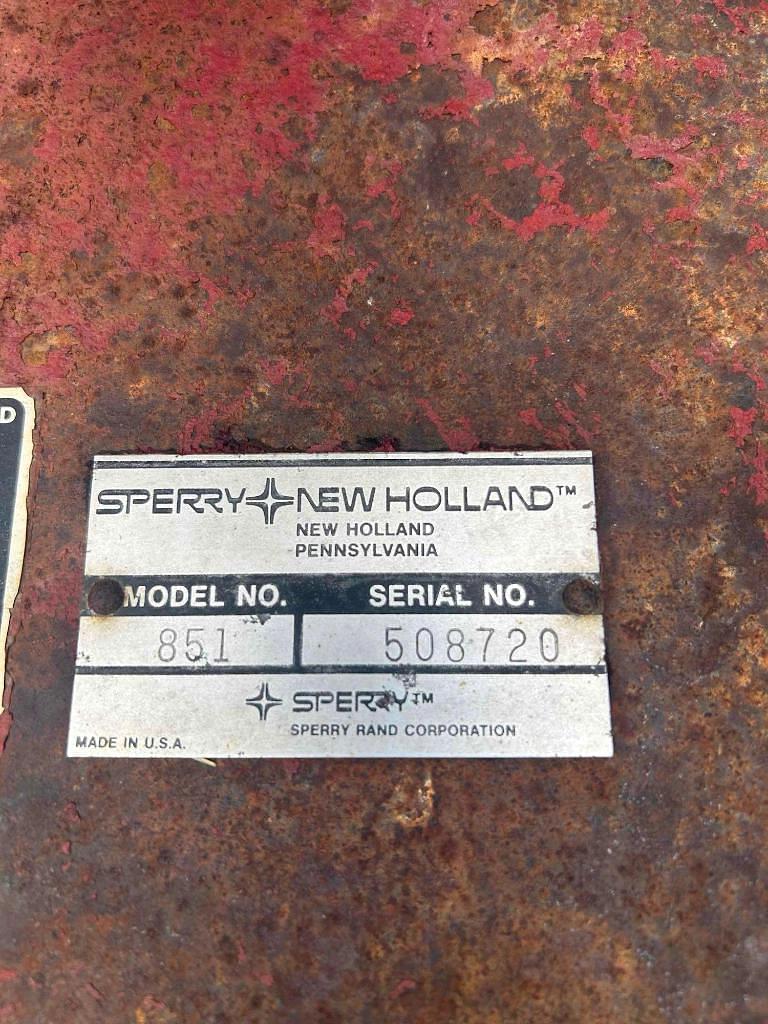 D
SPERRY NEW HOLLAND™
NEW HOLLAND
PENNSYLVANIA
MODEL NO. SERIAL NO.
851 508720
SPERRY™
SPERRY RAND CORPORATION
MADE IN U.S.A.